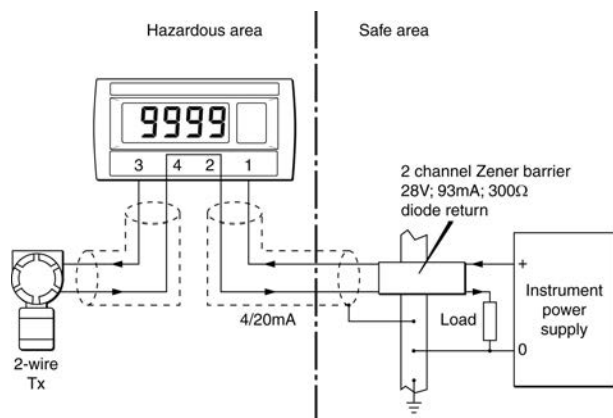 Hazardous area
Safe area
9999
3 4 2 1
2 channel Zener barrier
28V; 93mA; 300Ω
diode return
+
Instrument
power
supply
Load
0
4/20mA
2-wire
Tx